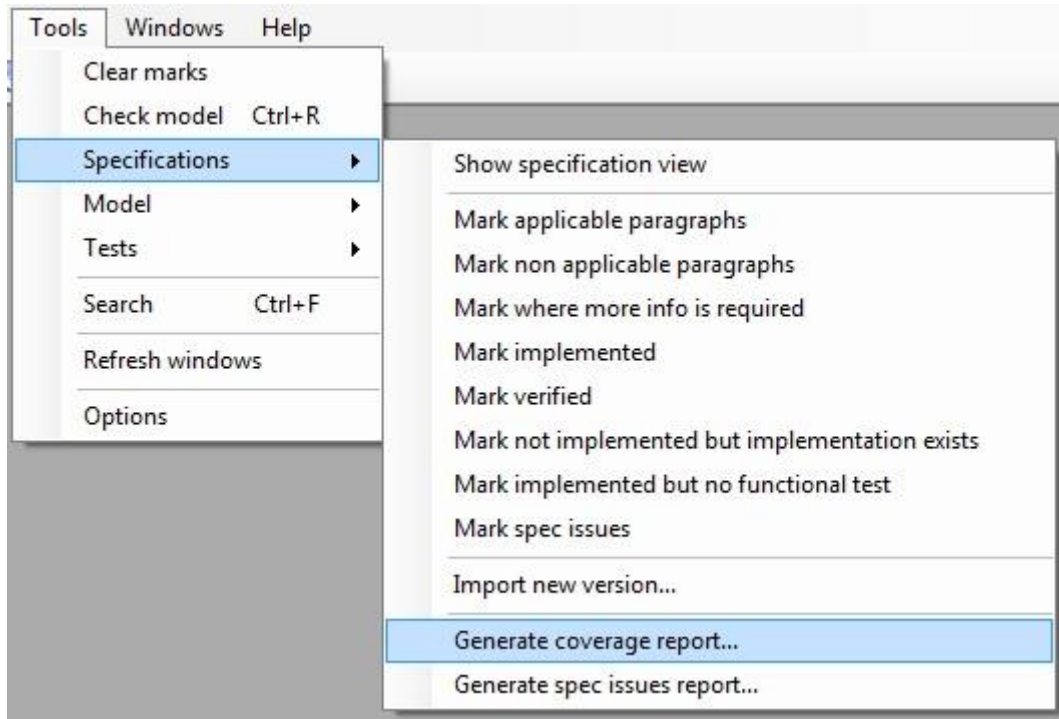 Tools Windows Help
Clear marks
Check model Ctrl+R
Specifications
Model
Tests
Search Ctrl+F
Refresh windows
Options
Show specification view
Mark applicable paragraphs
Mark non applicable paragraphs
Mark where more info is required
Mark implemented
Mark verified
Mark not implemented but implementation exists
Mark implemented but no functional test
Mark spec issues
Import new version...
Generate coverage report...
Generate spec issues report...